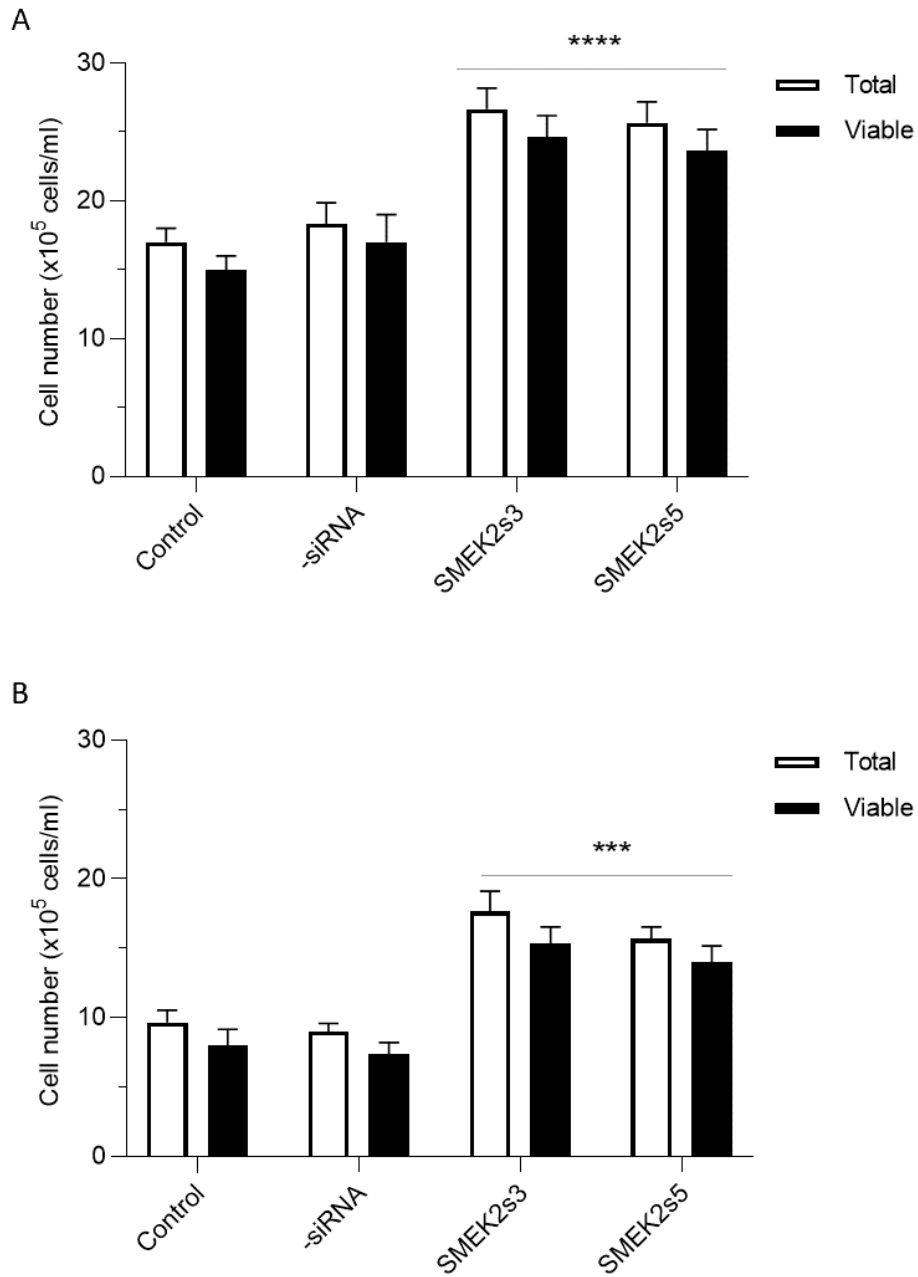 A
****
30
20
10
0
Cell number (x10⁵ cells/ml)
Total
Viable
Control
-siRNA
SMEK2s3
SMEK2s5
B
***
30
20
10
0
Cell number (x10⁵ cells/ml)
Total
Viable
Control
-siRNA
SMEK2s3
SMEK2s5